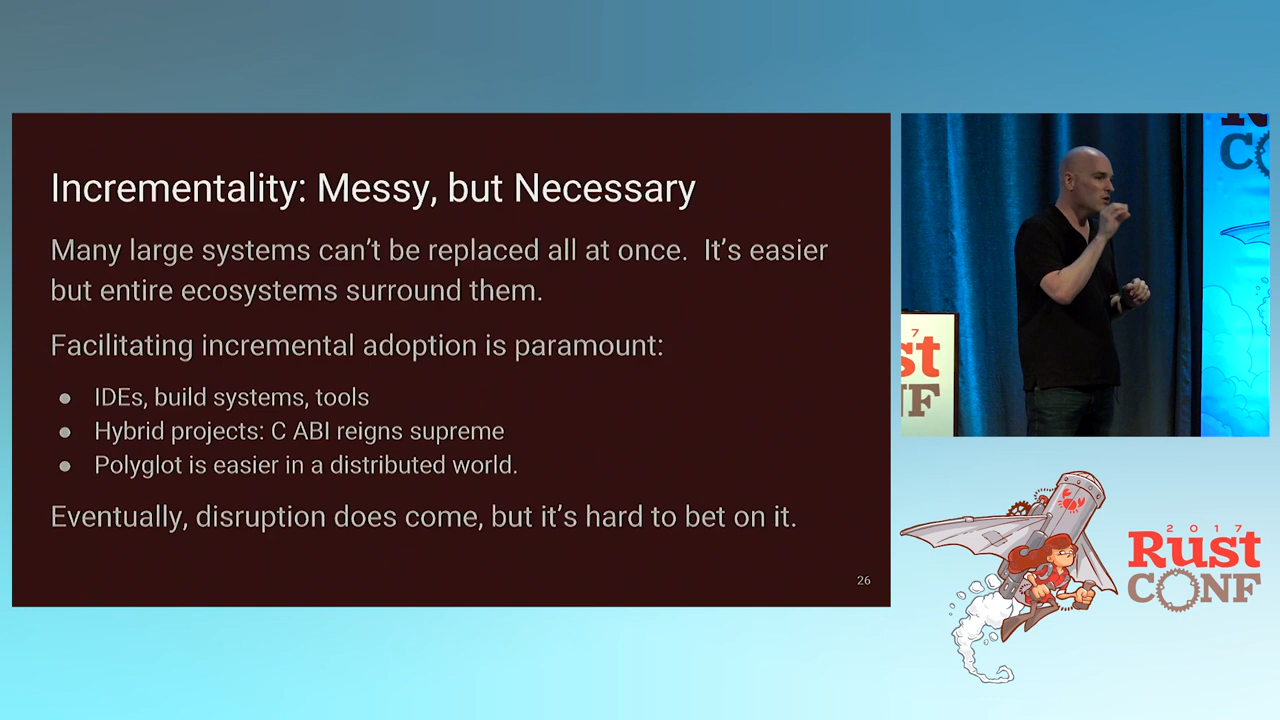 Incrementality: Messy, but Necessary
Many large systems can't be replaced all at once.  It's easier
but entire ecosystems surround them.
Facilitating incremental adoption is paramount:
● IDEs, build systems, tools
● Hybrid projects: C ABI reigns supreme
● Polyglot is easier in a distributed world.
Eventually, disruption does come, but it's hard to bet on it.
26
2017
Rust
CONF